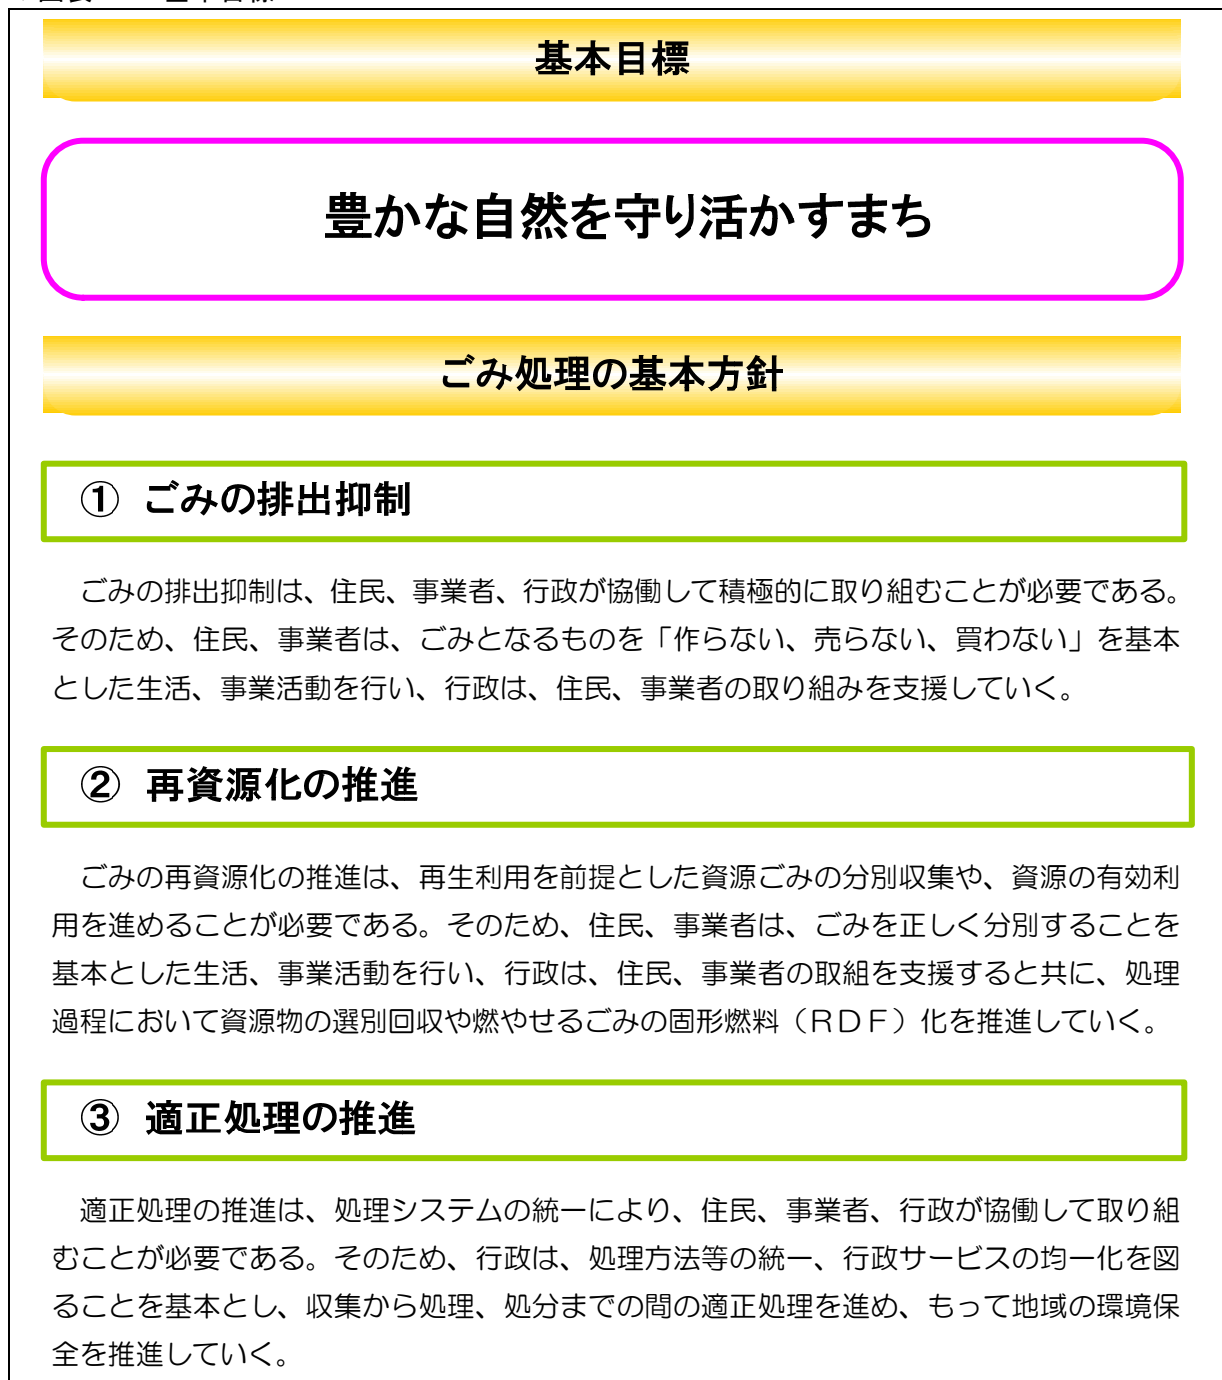 基本目標
豊かな自然を守り活かすまち
ごみ処理の基本方針
① ごみの排出抑制
ごみの排出抑制は、住民、事業者、行政が協働して積極的に取り組むことが必要である。
そのため、住民、事業者は、ごみとなるものを「作らない、売らない、買わない」を基本
とした生活、事業活動を行い、行政は、住民、事業者の取り組みを支援していく。
② 再資源化の推進
ごみの再資源化の推進は、再生利用を前提とした資源ごみの分別収集や、資源の有効利
用を進めることが必要である。そのため、住民、事業者は、ごみを正しく分別することを
基本とした生活、事業活動を行い、行政は、住民、事業者の取組を支援すると共に、処理
過程において資源物の選別回収や燃やせるごみの固形燃料（ＲＤＦ）化を推進していく。
③ 適正処理の推進
適正処理の推進は、処理システムの統一により、住民、事業者、行政が協働して取り組
むことが必要である。そのため、行政は、処理方法等の統一、行政サービスの均一化を図
ることを基本とし、収集から処理、処分までの間の適正処理を進め、もって地域の環境保
全を推進していく。